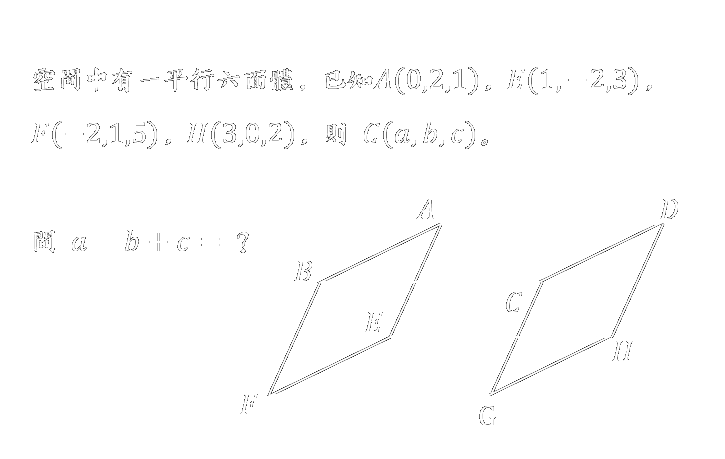 空間中有一平行六面體，已知A(0,2,1)，E(1,−2,3)，
F(−2,1,5)，H(3,0,2)，則 C(a,b,c)。
問 a − b + c = ?
A
D
B
C
E
H
F
G